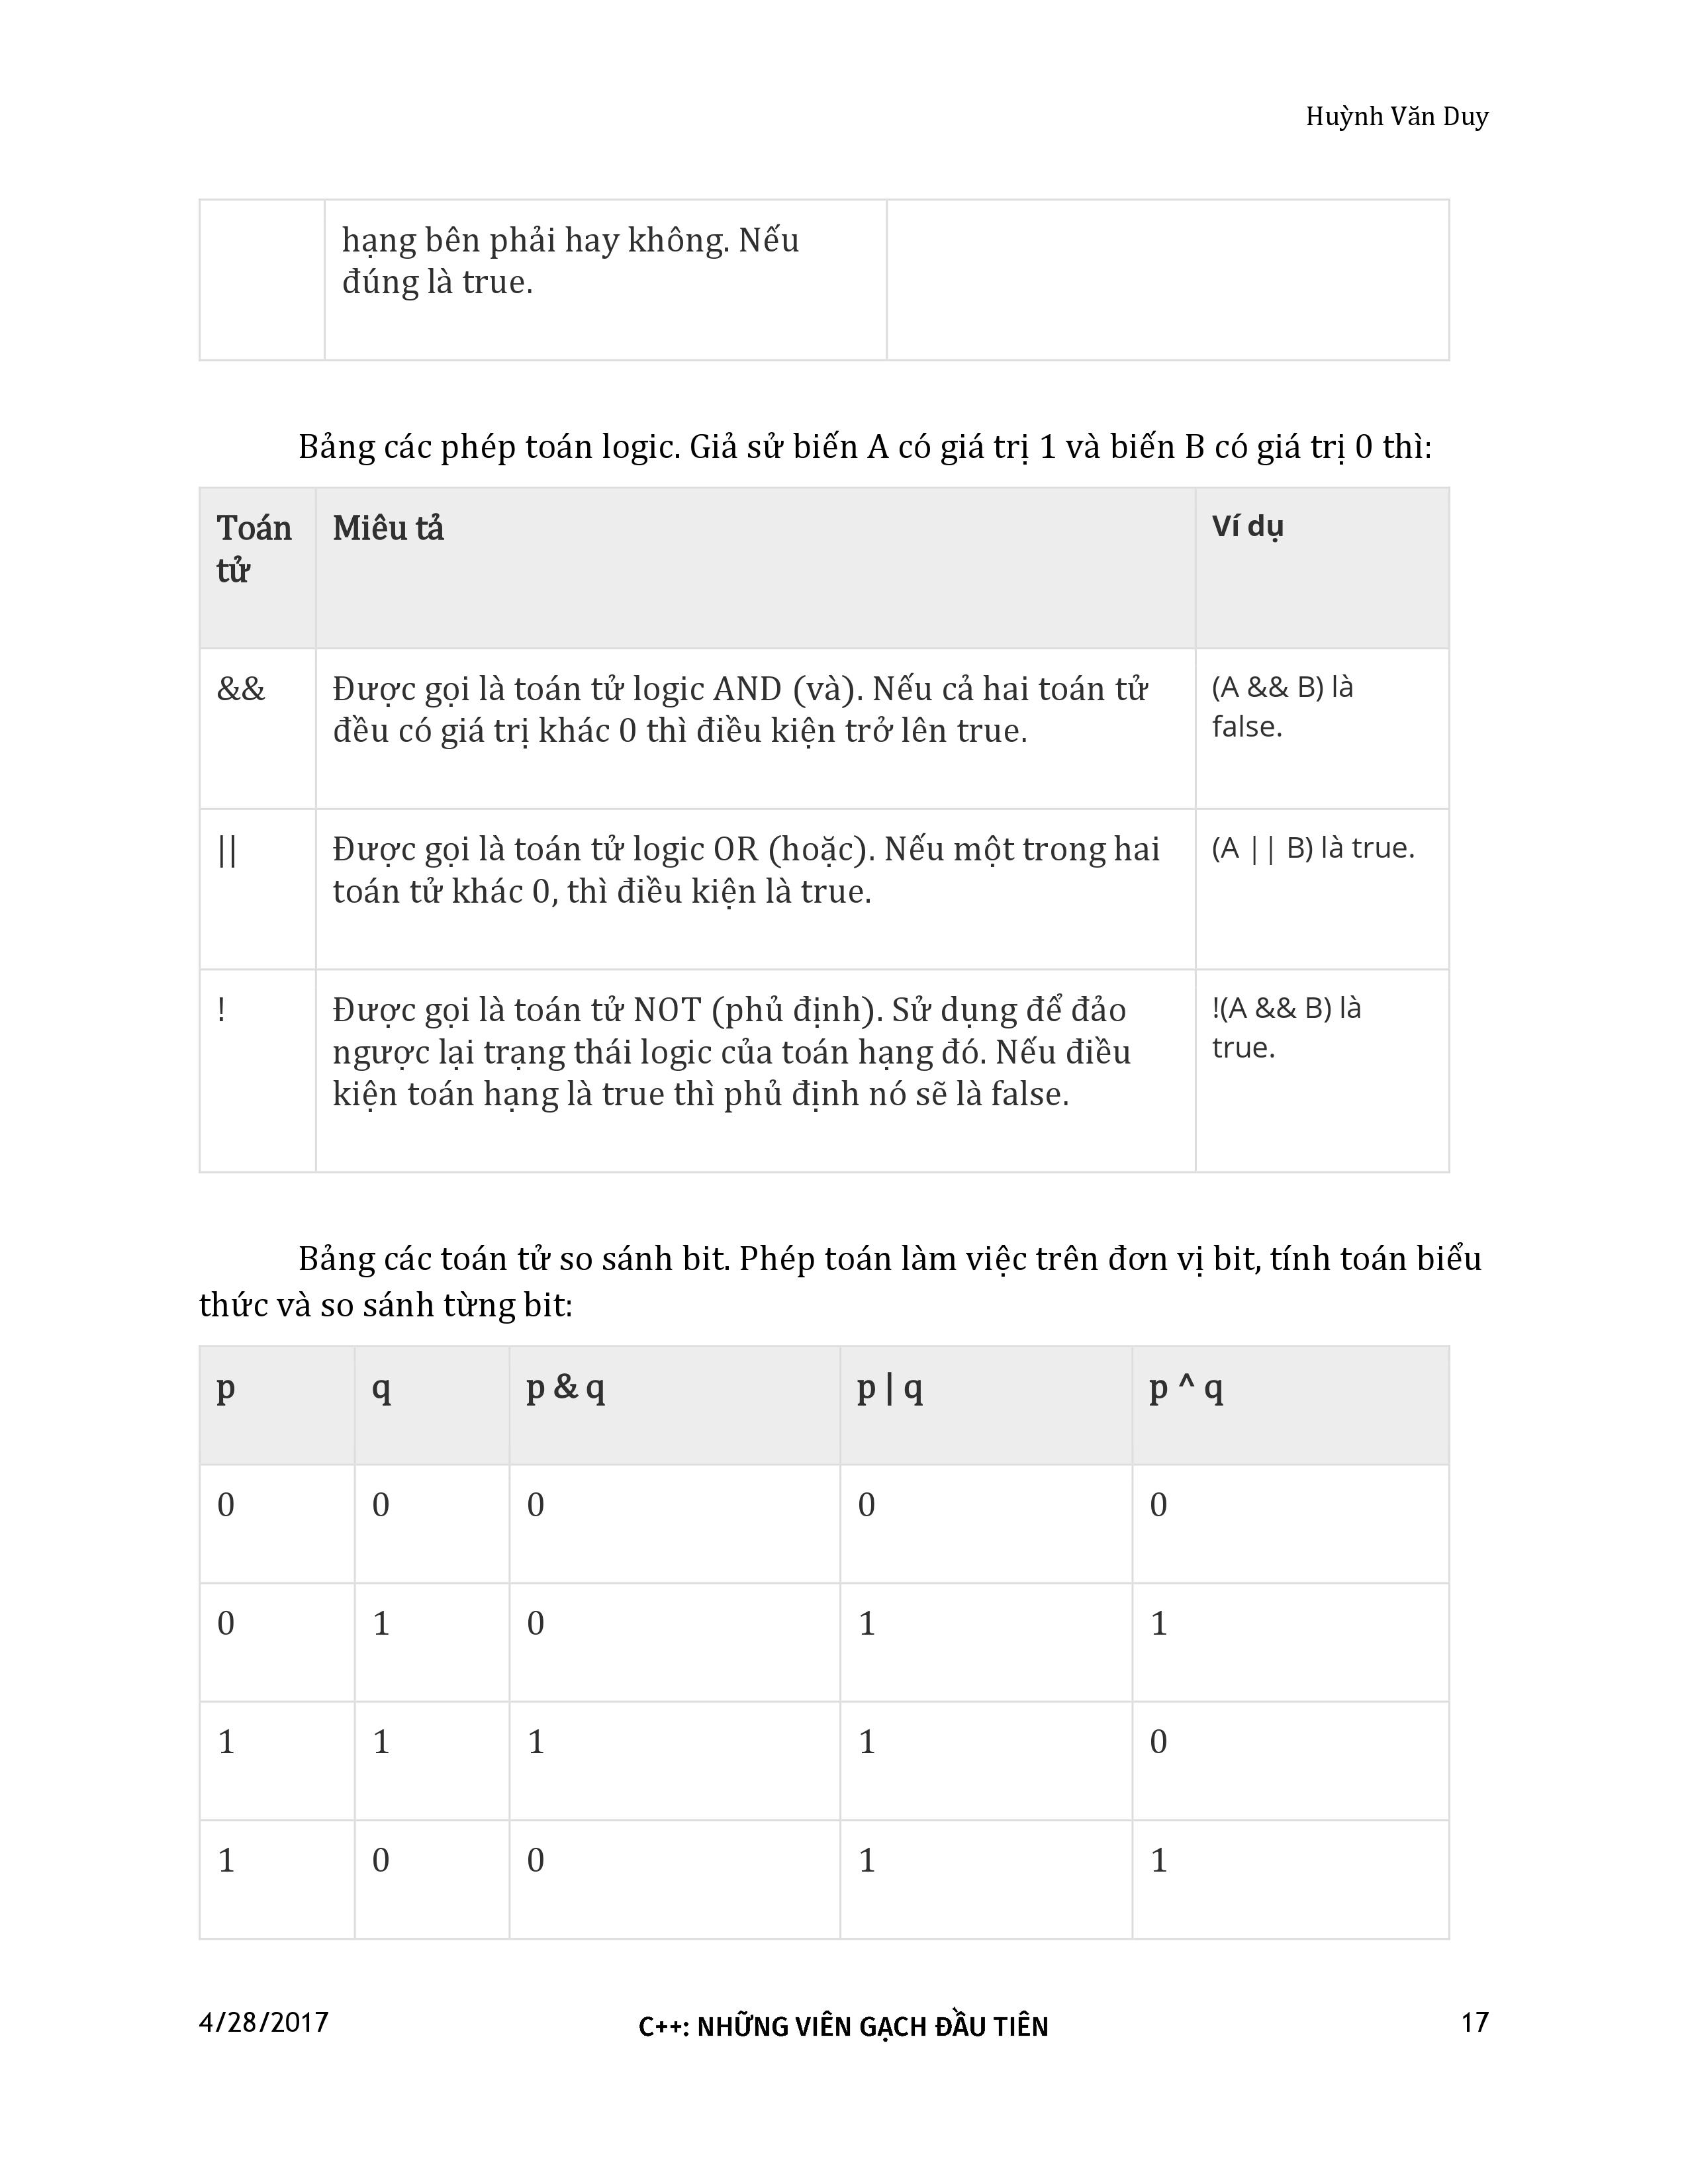 Huỳnh Văn Duy
hạng bên phải hay không. Nếu
đúng là true.
Bảng các phép toán logic. Giả sử biến A có giá trị 1 và biến B có giá trị 0 thì:
Toán
tử
Miêu tả
Ví dụ
&&
Được gọi là toán tử logic AND (và). Nếu cả hai toán tử
đều có giá trị khác 0 thì điều kiện trở lên true.
(A && B) là
false.
||
Được gọi là toán tử logic OR (hoặc). Nếu một trong hai
toán tử khác 0, thì điều kiện là true.
(A || B) là true.
!
Được gọi là toán tử NOT (phủ định). Sử dụng để đảo
ngược lại trạng thái logic của toán hạng đó. Nếu điều
kiện toán hạng là true thì phủ định nó sẽ là false.
!(A && B) là
true.
Bảng các toán tử so sánh bit. Phép toán làm việc trên đơn vị bit, tính toán biểu
thức và so sánh từng bit:
p q p & q p | q p ^ q
0 0 0 0 0
0 1 0 1 1
1 1 1 1 0
1 0 0 1 1
4/28/2017 C++: NHỮNG VIÊN GẠCH ĐẦU TIÊN 17